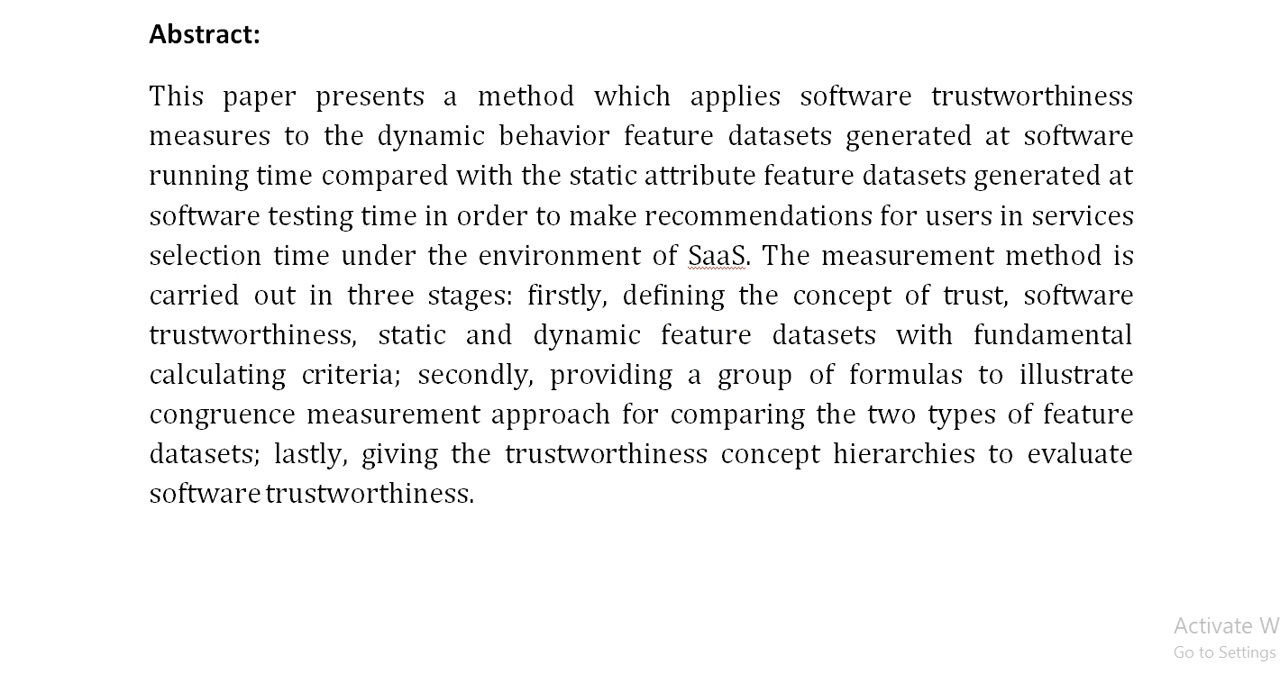 Abstract:
This paper presents a method which applies software trustworthiness
measures to the dynamic behavior feature datasets generated at software
running time compared with the static attribute feature datasets generated at
software testing time in order to make recommendations for users in services
selection time under the environment of SaaS. The measurement method is
carried out in three stages: firstly, defining the concept of trust, software
trustworthiness, static and dynamic feature datasets with fundamental
calculating criteria; secondly, providing a group of formulas to illustrate
congruence measurement approach for comparing the two types of feature
datasets; lastly, giving the trustworthiness concept hierarchies to evaluate
software trustworthiness.
Activate W
Go to Settings